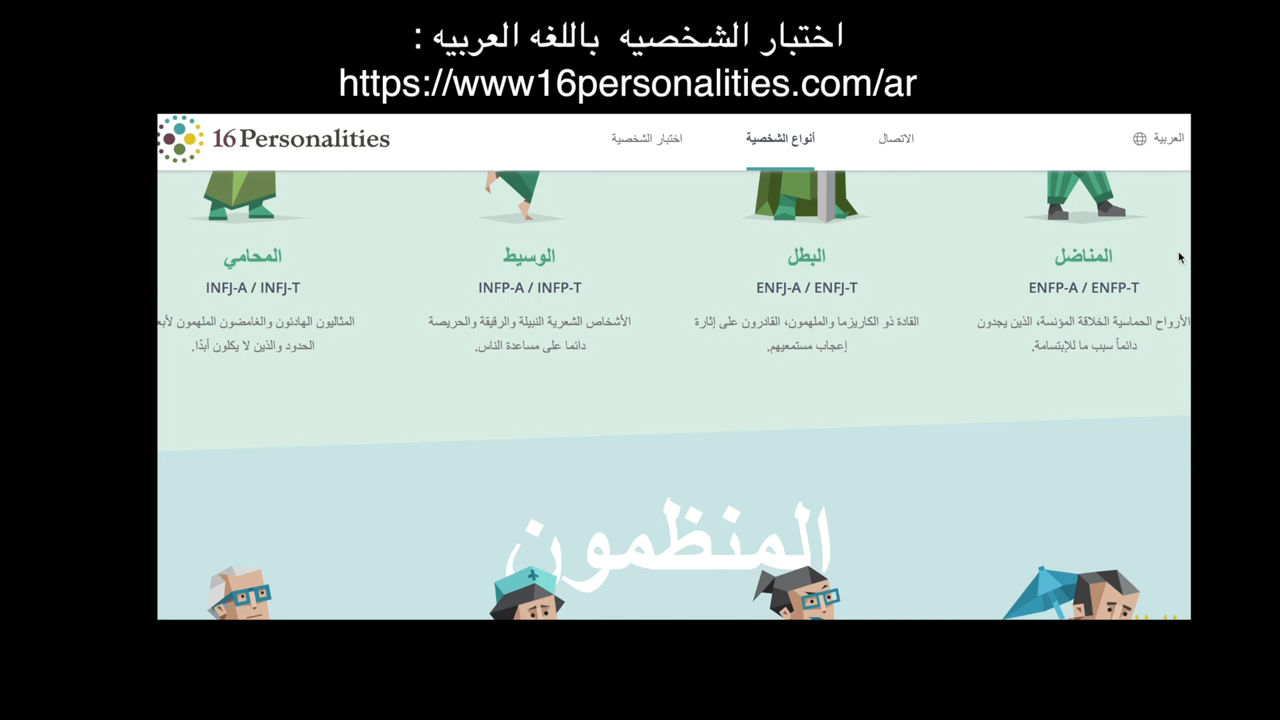 اختبار الشخصيه باللغه العربيه :
https://www16personalities.com/ar
16Personalities
اختبار الشخصية
أنواع الشخصية
الاتصال
العربية
المحامي
INFJ-A / INFJ-T
المثاليون الهادئون والغامضون الملهمون لأبعد
الحدود والذين لا يكلون أبدًا.
الوسيط
INFP-A / INFP-T
الأشخاص الشعرية النبيلة والرقيقة والحريصة
دائما على مساعدة الناس.
البطل
ENFJ-A / ENFJ-T
القادة ذو الكاريزما والملهمون، القادرون على إثارة
إعجاب مستمعيهم.
المناضل
ENFP-A / ENFP-T
الأرواح الحماسية الخلاقة المؤنسة، الذين يجدون
دائماً سبب ما للإبتسامة.
المنظمون